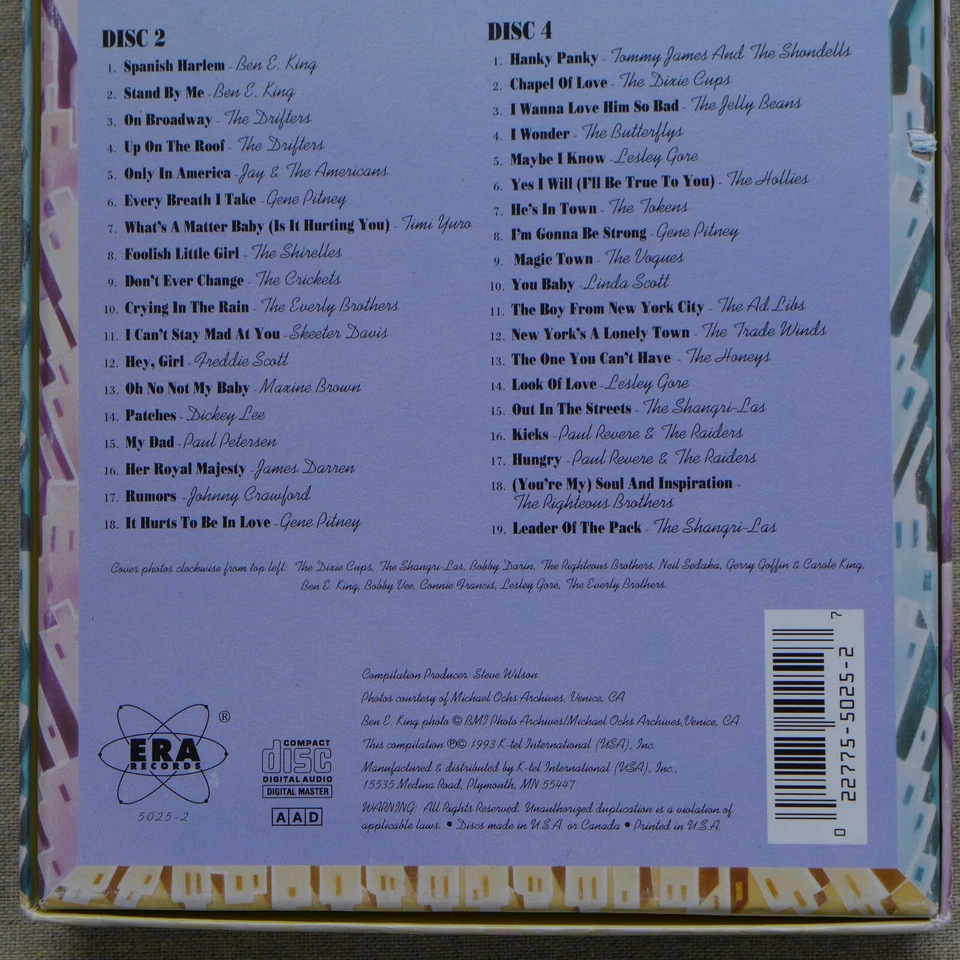 DISC 2
1. Spanish Harlem - Ben E. King
2. Stand By Me - Ben E. King
3. On Broadway - The Drifters
4. Up On The Roof - The Drifters
5. Only In America - Jay & The Americans
6. Every Breath I Take - Gene Pitney
7. What's A Matter Baby (Is It Hurting You) - Timi Yuro
8. Foolish Little Girl - The Shirelles
9. Don't Ever Change - The Crickets
10. Crying In The Rain - The Everly Brothers
11. I Can't Stay Mad At You - Skeeter Davis
12. Hey, Girl - Freddie Scott
13. Oh No Not My Baby - Maxine Brown
14. Patches - Dickey Lee
15. My Dad - Paul Petersen
16. Her Royal Majesty - James Darren
17. Rumors - Johnny Crawford
18. It Hurts To Be In Love - Gene Pitney
DISC 4
1. Hanky Panky - Tommy James And The Shondells
2. Chapel Of Love - The Dixie Cups
3. I Wanna Love Him So Bad - The Jelly Beans
4. I Wonder - The Butterflys
5. Maybe I Know - Lesley Gore
6. Yes I Will (I'll Be True To You) - The Hollies
7. He's In Town - The Tokens
8. I'm Gonna Be Strong - Gene Pitney
9. Magic Town - The Vogues
10. You Baby - Linda Scott
11. The Boy From New York City - The Ad Libs
12. New York's A Lonely Town - The Trade Winds
13. The One You Can't Have - The Honeys
14. Look Of Love - Lesley Gore
15. Out In The Streets - The Shangri-Las
16. Kicks - Paul Revere & The Raiders
17. Hungry - Paul Revere & The Raiders
18. (You're My) Soul And Inspiration -
The Righteous Brothers
19. Leader Of The Pack - The Shangri-Las
Cover photos clockwise from top left: The Dixie Cups, The Shangri-Las, Bobby Darin, The Righteous Brothers, Neil Sedaka, Gerry Goffin & Carole King,
Ben E. King, Bobby Vee, Connie Francis, Lesley Gore, The Everly Brothers.
Compilation Producer: Steve Wilson
Photos courtesy of Michael Ochs Archives, Venice, CA
Ben E. King photo © BMI Photo Archives/Michael Ochs Archives, Venice, CA
This compilation ℗© 1993 K-tel International (USA), Inc.
Manufactured & distributed by K-tel International (USA), Inc.,
15535 Medina Road, Plymouth, MN 55447
WARNING: All Rights Reserved. Unauthorized duplication is a violation of
applicable laws. • Discs made in U.S.A. or Canada • Printed in U.S.A.
ERA ®
RECORDS
5025-2
COMPACT
disc
DIGITAL AUDIO
DIGITAL MASTER
AAD
0 22775-5025-2 7